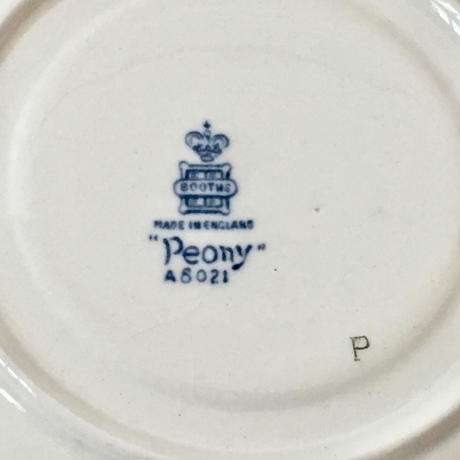 BOOTHS
MADE IN ENGLAND
"Peony"
A8021
P